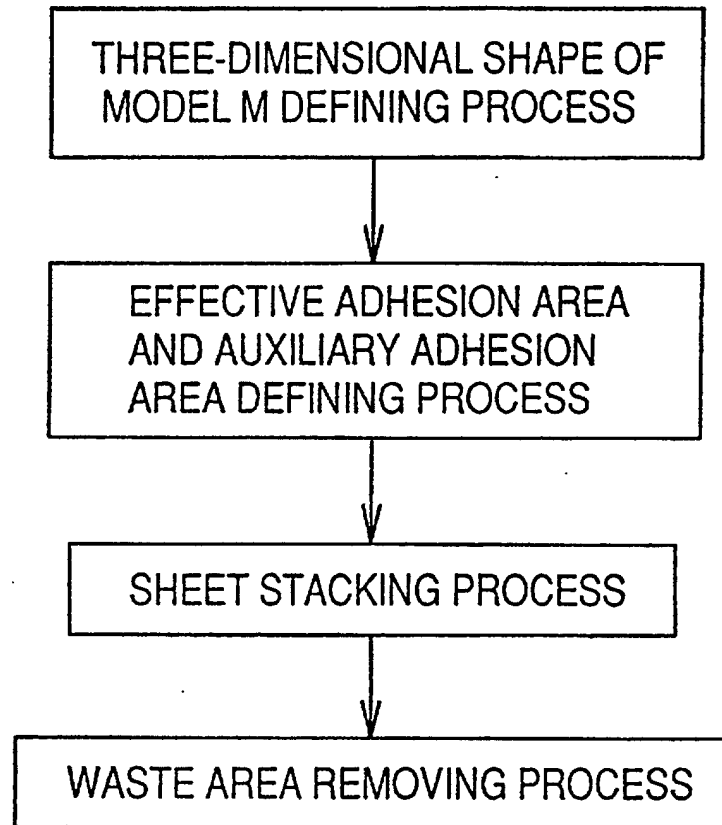 THREE-DIMENSIONAL SHAPE OF
MODEL M DEFINING PROCESS
EFFECTIVE ADHESION AREA
AND AUXILIARY ADHESION
AREA DEFINING PROCESS
SHEET STACKING PROCESS
WASTE AREA REMOVING PROCESS